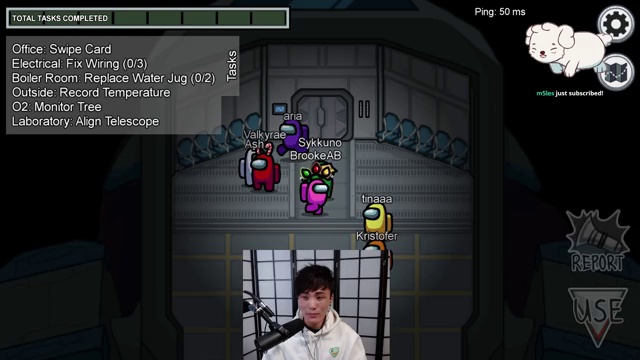 TOTAL TASKS COMPLETED
Ping: 50 ms
Office: Swipe Card
Electrical: Fix Wiring (0/3)
Boiler Room: Replace Water Jug (0/2)
Outside: Record Temperature
O2: Monitor Tree
Laboratory: Align Telescope
Tasks
m5les just subscribed!
aria
Valkyrae
Ash
Sykkuno
BrookeAB
tinaaa
Kristofer
REPORT
USE